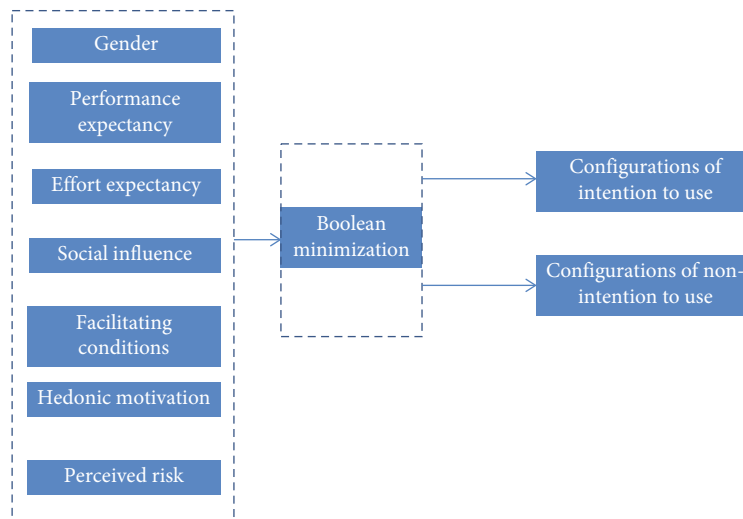 Gender
Performance
expectancy
Effort expectancy
Social influence
Facilitating
conditions
Hedonic motivation
Perceived risk
Boolean
minimization
Configurations of
intention to use
Configurations of non-
intention to use